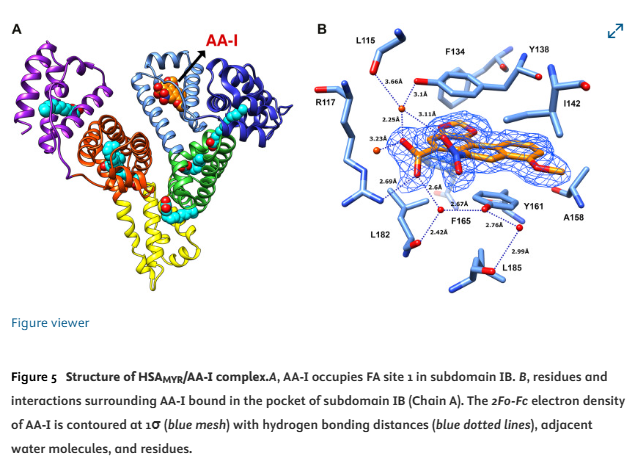 A
AA-I
B
L115
F134
Y138
R117
I142
3.66Å
3.1Å
2.25Å
3.11Å
3.23Å
2.69Å
2.6Å
2.67Å
Y161
A158
L182
F165
2.76Å
2.42Å
2.99Å
L185
Figure viewer
Figure 5 Structure of HSAMYR/AA-I complex.A, AA-I occupies FA site 1 in subdomain IB. B, residues and
interactions surrounding AA-I bound in the pocket of subdomain IB (Chain A). The 2Fo-Fc electron density
of AA-I is contoured at 1σ (blue mesh) with hydrogen bonding distances (blue dotted lines), adjacent
water molecules, and residues.